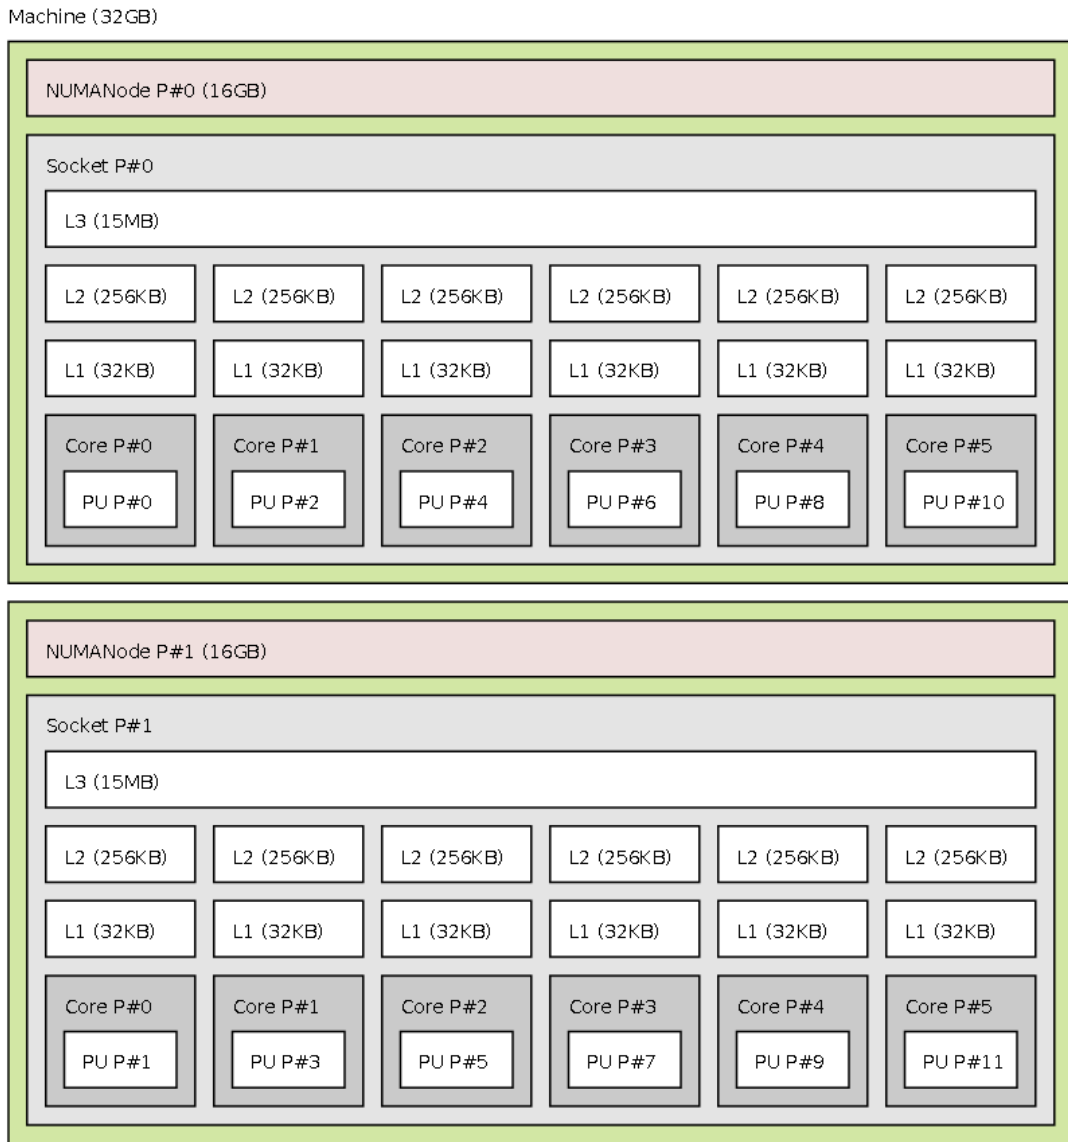 Machine (32GB)
NUMANode P#0 (16GB)
Socket P#0
L3 (15MB)
L2 (256KB) L2 (256KB) L2 (256KB) L2 (256KB) L2 (256KB) L2 (256KB)
L1 (32KB) L1 (32KB) L1 (32KB) L1 (32KB) L1 (32KB) L1 (32KB)
Core P#0 Core P#1 Core P#2 Core P#3 Core P#4 Core P#5
PU P#0 PU P#2 PU P#4 PU P#6 PU P#8 PU P#10
NUMANode P#1 (16GB)
Socket P#1
L3 (15MB)
L2 (256KB) L2 (256KB) L2 (256KB) L2 (256KB) L2 (256KB) L2 (256KB)
L1 (32KB) L1 (32KB) L1 (32KB) L1 (32KB) L1 (32KB) L1 (32KB)
Core P#0 Core P#1 Core P#2 Core P#3 Core P#4 Core P#5
PU P#1 PU P#3 PU P#5 PU P#7 PU P#9 PU P#11